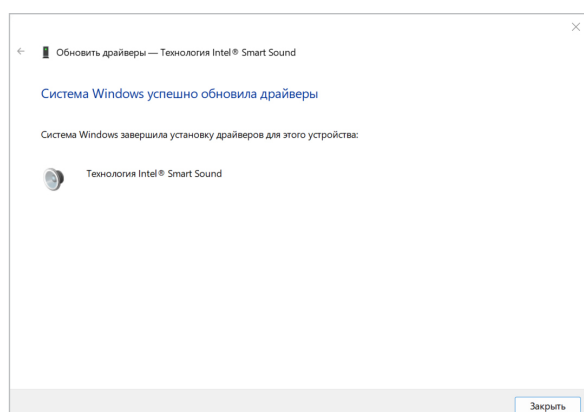 Обновить драйверы — Технология Intel® Smart Sound
Система Windows успешно обновила драйверы
Система Windows завершила установку драйверов для этого устройства:
Технология Intel® Smart Sound
Закрыть